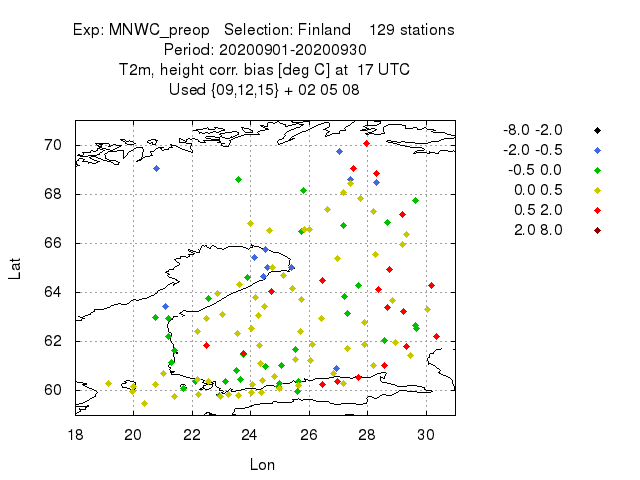 Exp: MNWC_preop   Selection: Finland    129 stations
Period: 20200901-20200930
T2m, height corr. bias [deg C] at  17 UTC
Used {09,12,15} + 02 05 08
-8.0 -2.0
-2.0 -0.5
-0.5 0.0
0.0 0.5
0.5 2.0
2.0 8.0
70
68
66
64
62
60
Lat
18 20 22 24 26 28 30
Lon